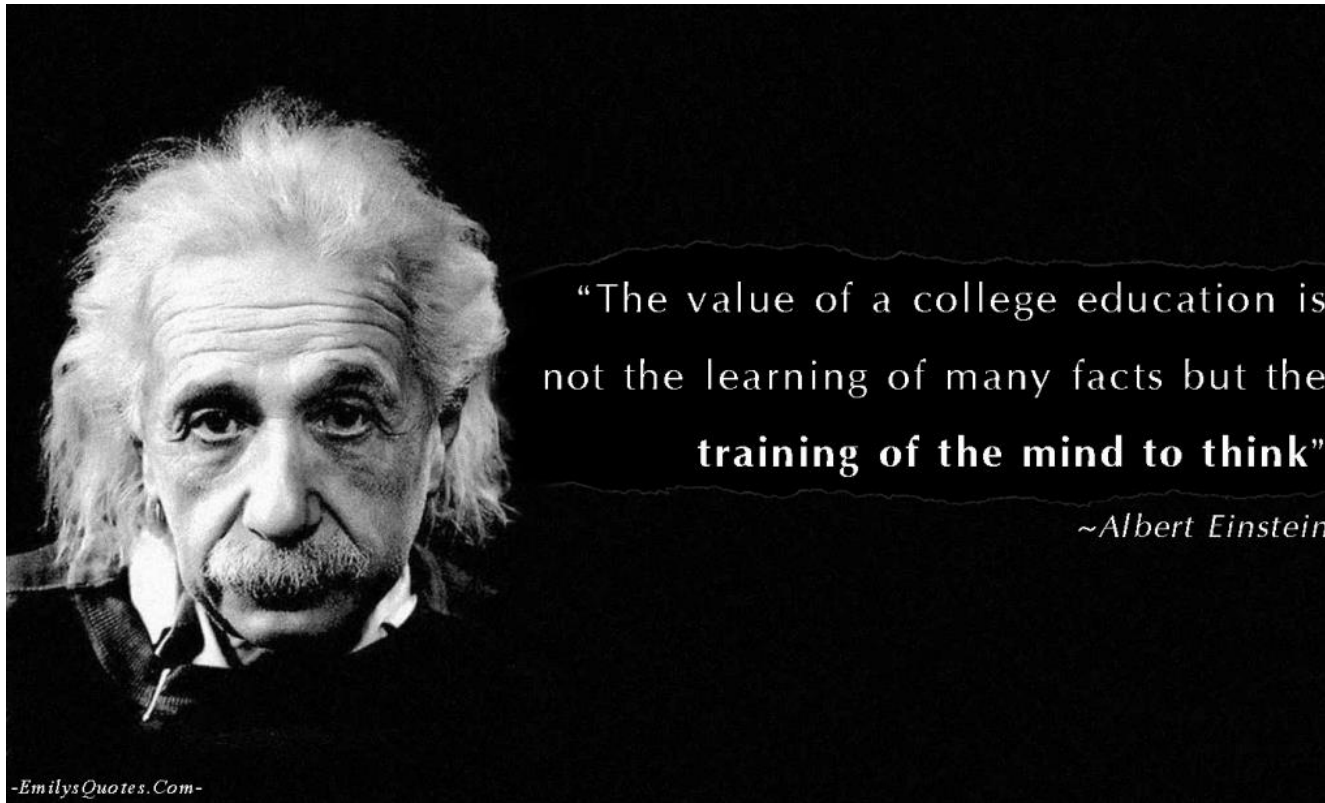 “The value of a college education is
not the learning of many facts but the
training of the mind to think”
~Albert Einstein
-EmilysQuotes.Com-